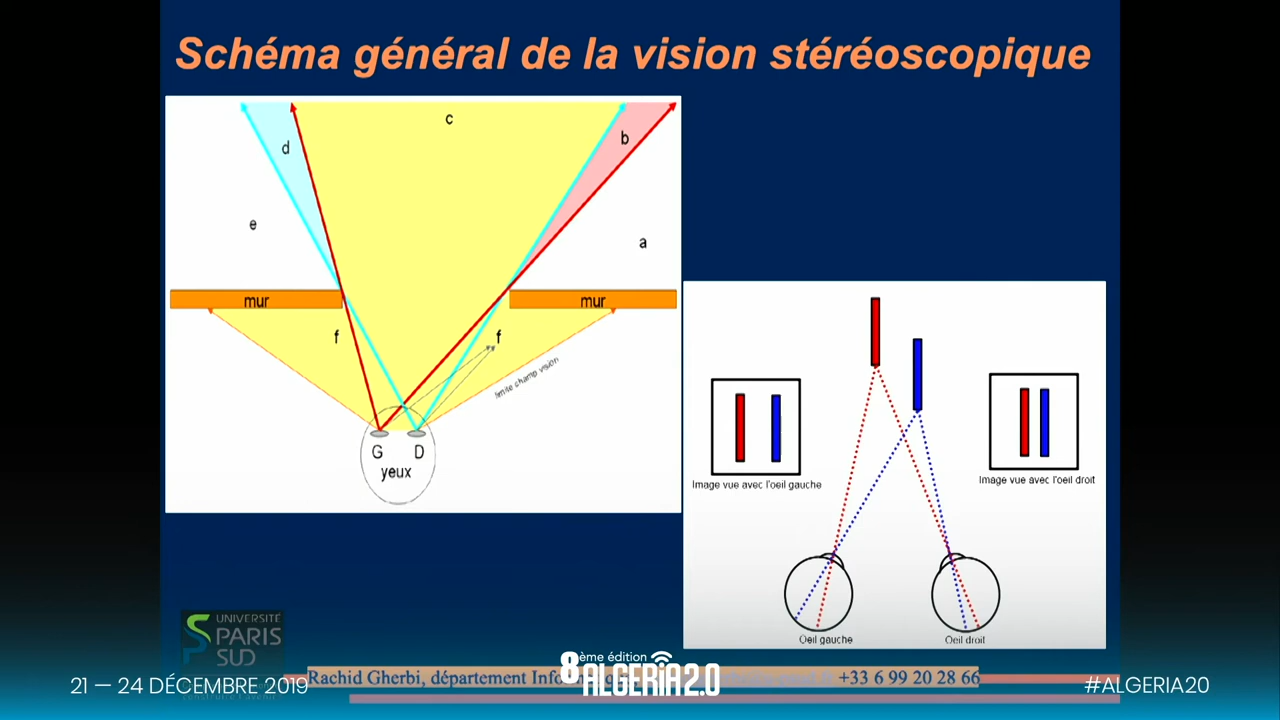 Schéma général de la vision stéréoscopique
c
b
d
e
a
mur
mur
f
f
limite champ vision
G D
yeux
Image vue avec l'oeil gauche
Image vue avec l'oeil droit
Oeil gauche
Oeil droit
UNIVERSITÉ
PARIS
SUD
Rachid Gherbi, département +33 6 99 20 28 66
8ème édition
ALGERIA2.0
21 — 24 DÉCEMBRE 2019
#ALGERIA20